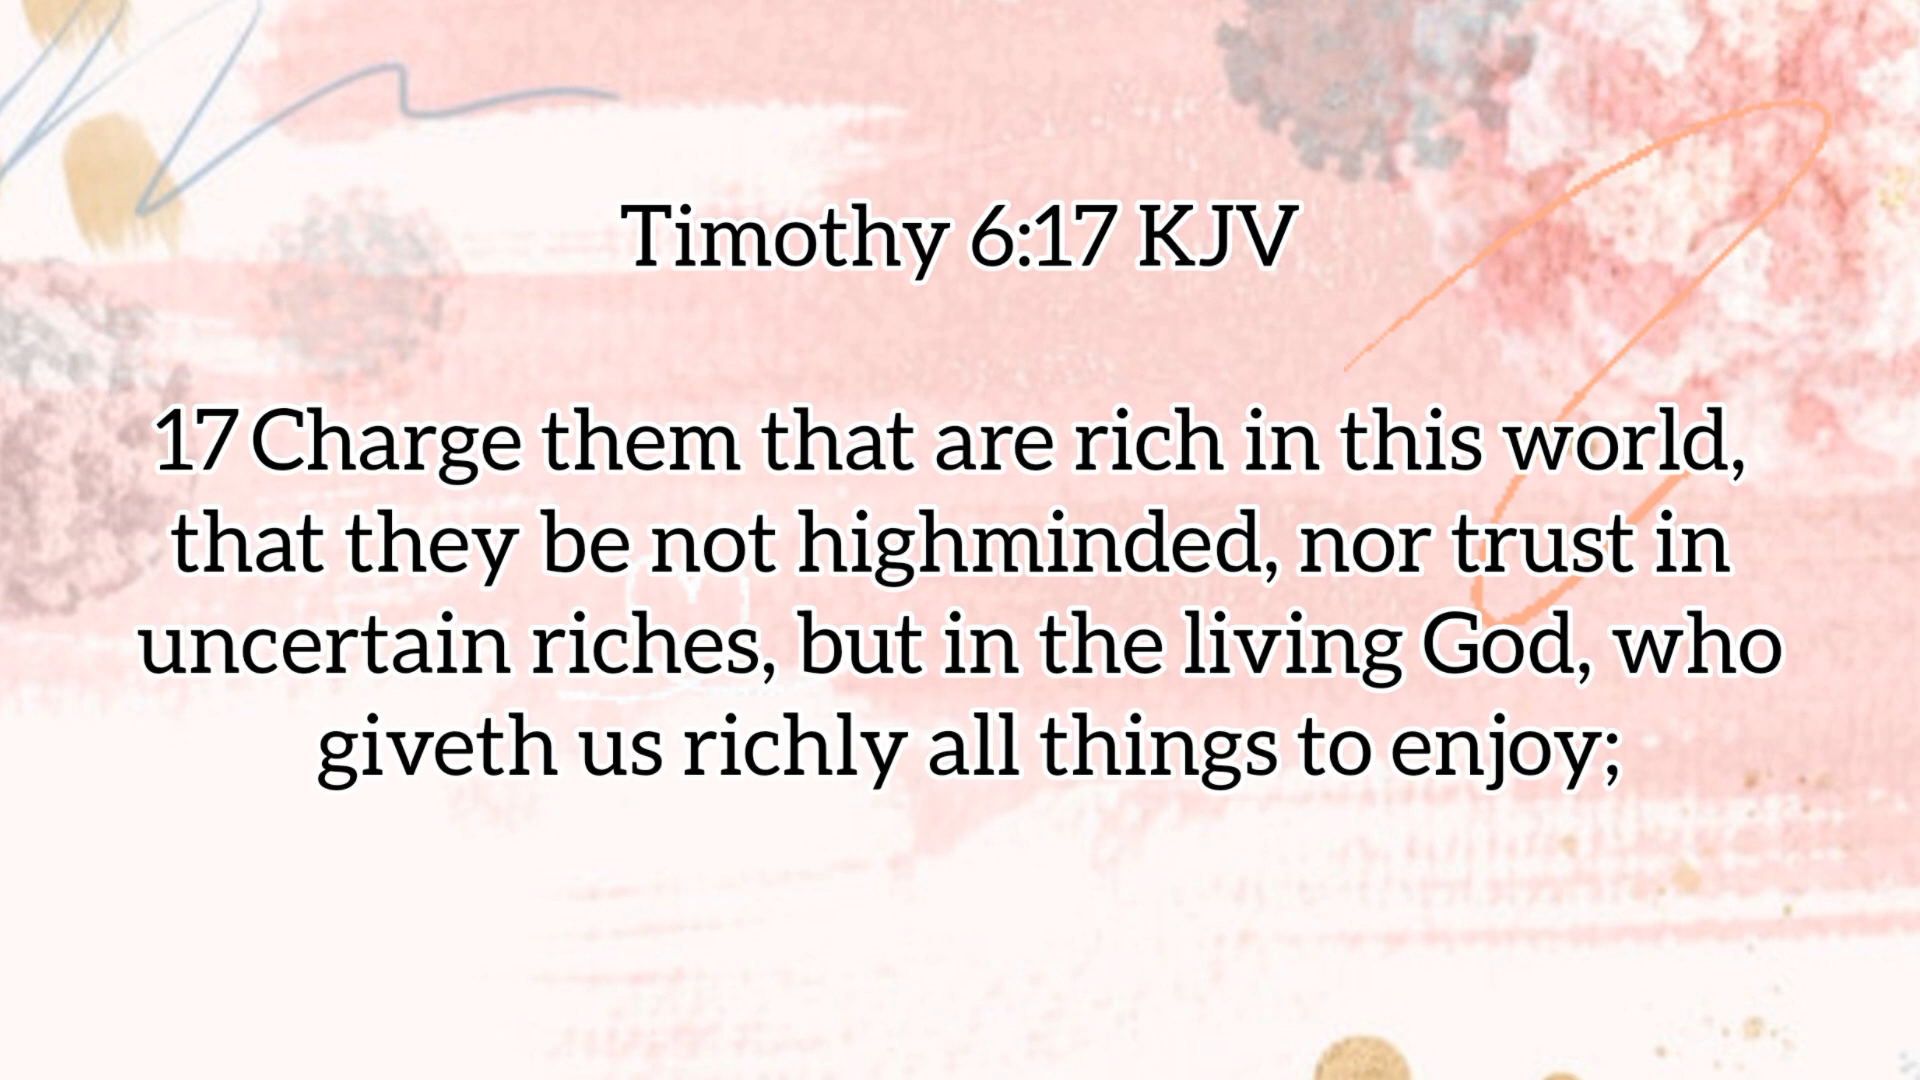 Timothy 6:17 KJV
17 Charge them that are rich in this world,
that they be not highminded, nor trust in
uncertain riches, but in the living God, who
giveth us richly all things to enjoy;